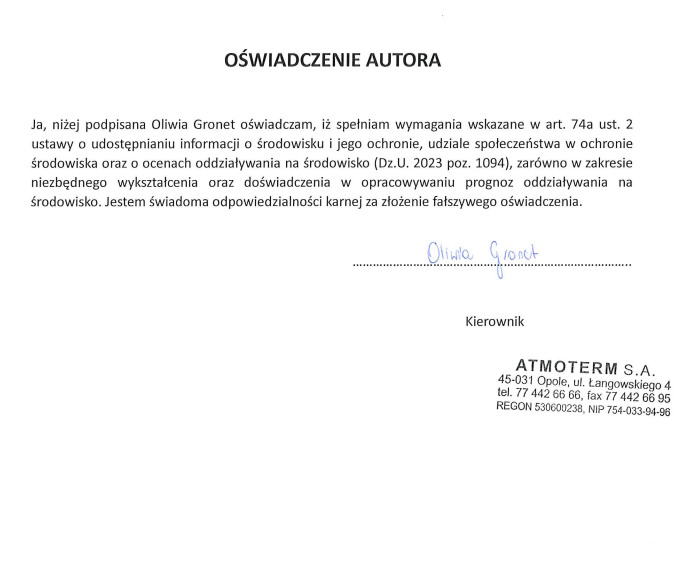 OŚWIADCZENIE AUTORA
Ja, niżej podpisana Oliwia Gronet oświadczam, iż spełniam wymagania wskazane w art. 74a ust. 2
ustawy o udostępnianiu informacji o środowisku i jego ochronie, udziale społeczeństwa w ochronie
środowiska oraz o ocenach oddziaływania na środowisko (Dz.U. 2023 poz. 1094), zarówno w zakresie
niezbędnego wykształcenia oraz doświadczenia w opracowywaniu prognoz oddziaływania na
środowisko. Jestem świadoma odpowiedzialności karnej za złożenie fałszywego oświadczenia.
Oliwia Gronet
Kierownik
ATMOTERM S.A.
45-031 Opole, ul. Łangowskiego 4
tel. 77 442 66 66, fax 77 442 66 95
REGON 530600238, NIP 754-033-94-96